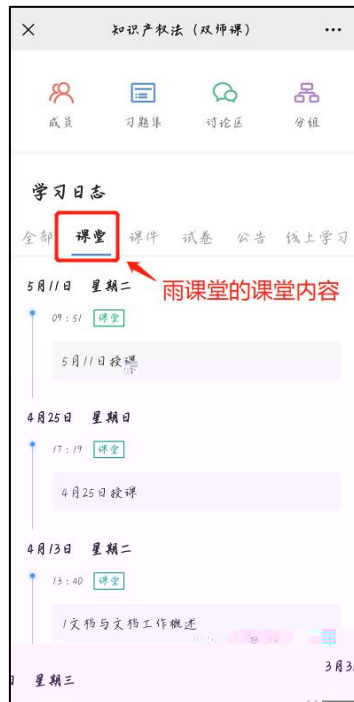 知识产权法（双师课）
成员 习题集 讨论区 分组
学习日志
全部 课堂 课件 试卷 公告 线上学习
5月11日 星期二
雨课堂的课堂内容
09:51 课堂
5月11日授课
4月25日 星期日
17:19 课堂
4月25日授课
4月13日 星期二
13:40 课堂
1文档与文档工作概述
3月3
星期三